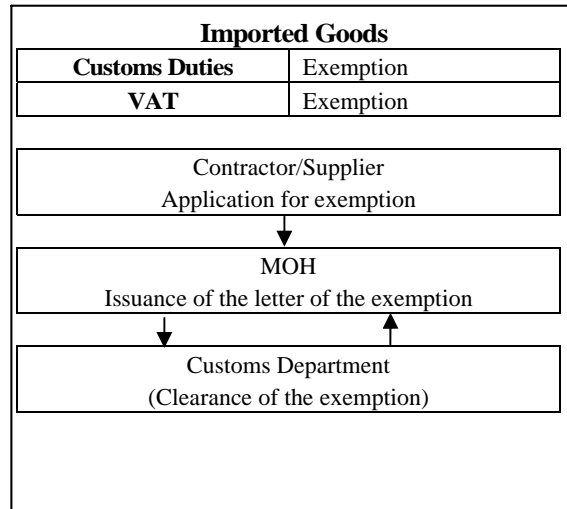 Imported Goods
Customs Duties Exemption
VAT Exemption
Contractor/Supplier
Application for exemption
MOH
Issuance of the letter of the exemption
Customs Department
(Clearance of the exemption)